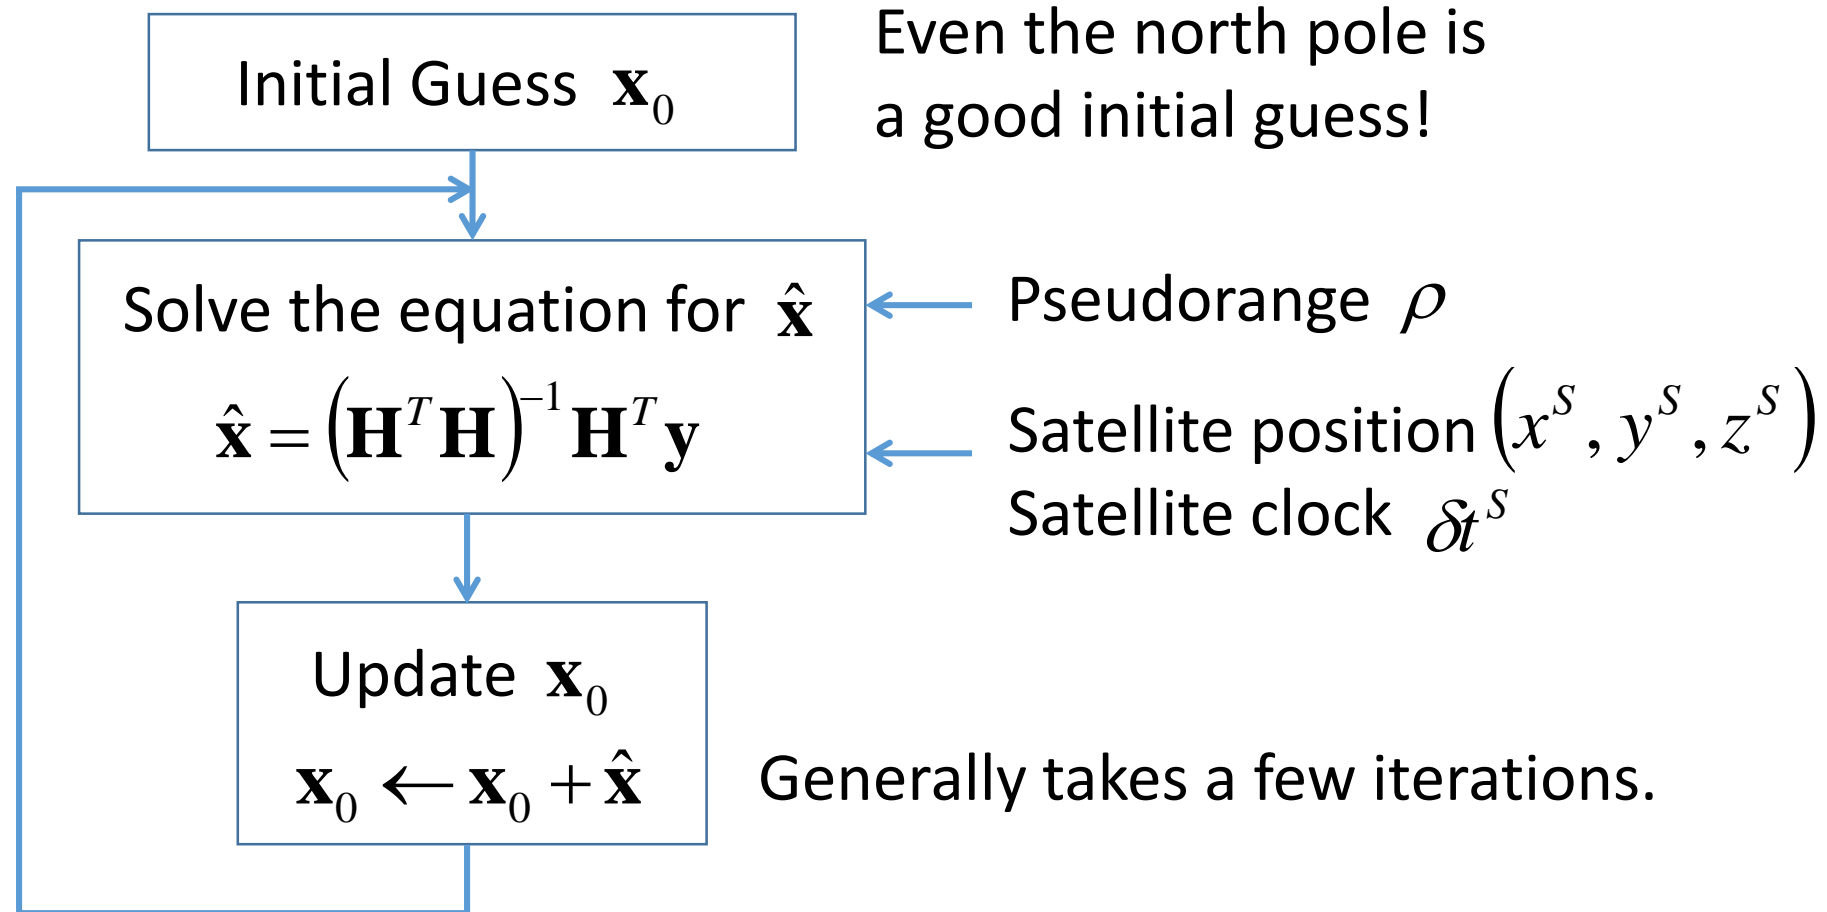 Initial Guess x₀
Even the north pole is
a good initial guess!
Solve the equation for x̂
x̂ = (HᵀH)⁻¹Hᵀy
Pseudorange ρ
Satellite position (xˢ, yˢ, zˢ)
Satellite clock δtˢ
Update x₀
x₀ ← x₀ + x̂
Generally takes a few iterations.